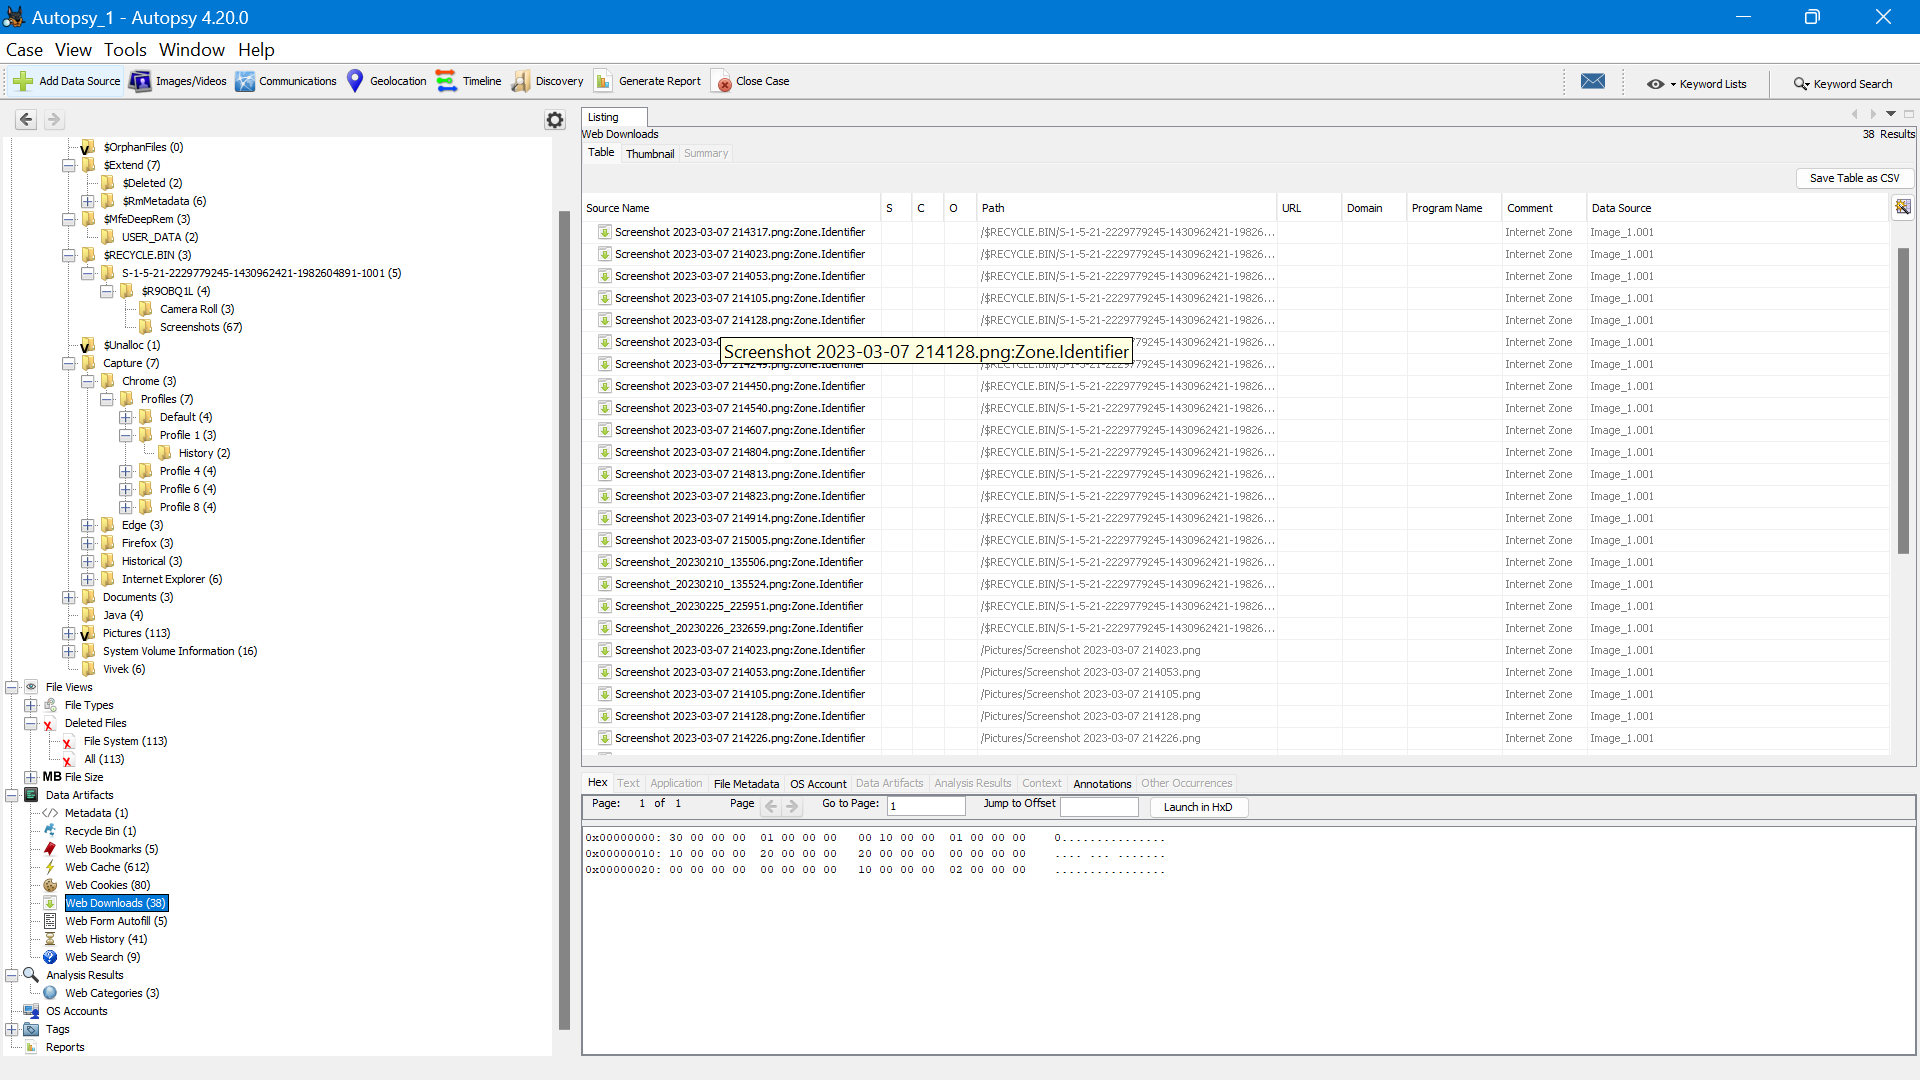 Autopsy_1 - Autopsy 4.20.0
Case View Tools Window Help
Add Data Source Images/Videos Communications Geolocation Timeline Discovery Generate Report Close Case Keyword Lists Keyword Search
$OrphanFiles (0)
$Extend (7)
$Deleted (2)
$RmMetadata (6)
$MfeDeepRem (3)
USER_DATA (2)
$RECYCLE.BIN (3)
S-1-5-21-2229779245-1430962421-1982604891-1001 (5)
$R9OBQ1L (4)
Camera Roll (3)
Screenshots (67)
$Unalloc (1)
Capture (7)
Chrome (3)
Profiles (7)
Default (4)
Profile 1 (3)
History (2)
Profile 4 (4)
Profile 6 (4)
Profile 8 (4)
Edge (3)
Firefox (3)
Historical (3)
Internet Explorer (6)
Documents (3)
Java (4)
Pictures (113)
System Volume Information (16)
Vivek (6)
File Views
File Types
Deleted Files
File System (113)
All (113)
MB File Size
Data Artifacts
Metadata (1)
Recycle Bin (1)
Web Bookmarks (5)
Web Cache (612)
Web Cookies (80)
Web Downloads (38)
Web Form Autofill (5)
Web History (41)
Web Search (9)
Analysis Results
Web Categories (3)
OS Accounts
Tags
Reports
Listing
Web Downloads 38 Results
Table Thumbnail Summary
Save Table as CSV
Source Name S C O Path URL Domain Program Name Comment Data Source
Screenshot 2023-03-07 214317.png:Zone.Identifier /$RECYCLE.BIN/S-1-5-21-2229779245-1430962421-19826... Internet Zone Image_1.001
Screenshot 2023-03-07 214023.png:Zone.Identifier /$RECYCLE.BIN/S-1-5-21-2229779245-1430962421-19826... Internet Zone Image_1.001
Screenshot 2023-03-07 214053.png:Zone.Identifier /$RECYCLE.BIN/S-1-5-21-2229779245-1430962421-19826... Internet Zone Image_1.001
Screenshot 2023-03-07 214105.png:Zone.Identifier /$RECYCLE.BIN/S-1-5-21-2229779245-1430962421-19826... Internet Zone Image_1.001
Screenshot 2023-03-07 214128.png:Zone.Identifier /$RECYCLE.BIN/S-1-5-21-2229779245-1430962421-19826... Internet Zone Image_1.001
Screenshot 2023-03-0 Internet Zone Image_1.001
Screenshot 2023-03-07 214128.png:Zone.Identifier
Screenshot 2023-03-07 214249.png:Zone.Identifier /$RECYCLE.BIN/S-1-5-21-2229779245-1430962421-19826... Internet Zone Image_1.001
Screenshot 2023-03-07 214450.png:Zone.Identifier /$RECYCLE.BIN/S-1-5-21-2229779245-1430962421-19826... Internet Zone Image_1.001
Screenshot 2023-03-07 214540.png:Zone.Identifier /$RECYCLE.BIN/S-1-5-21-2229779245-1430962421-19826... Internet Zone Image_1.001
Screenshot 2023-03-07 214607.png:Zone.Identifier /$RECYCLE.BIN/S-1-5-21-2229779245-1430962421-19826... Internet Zone Image_1.001
Screenshot 2023-03-07 214804.png:Zone.Identifier /$RECYCLE.BIN/S-1-5-21-2229779245-1430962421-19826... Internet Zone Image_1.001
Screenshot 2023-03-07 214813.png:Zone.Identifier /$RECYCLE.BIN/S-1-5-21-2229779245-1430962421-19826... Internet Zone Image_1.001
Screenshot 2023-03-07 214823.png:Zone.Identifier /$RECYCLE.BIN/S-1-5-21-2229779245-1430962421-19826... Internet Zone Image_1.001
Screenshot 2023-03-07 214914.png:Zone.Identifier /$RECYCLE.BIN/S-1-5-21-2229779245-1430962421-19826... Internet Zone Image_1.001
Screenshot 2023-03-07 215005.png:Zone.Identifier /$RECYCLE.BIN/S-1-5-21-2229779245-1430962421-19826... Internet Zone Image_1.001
Screenshot_20230210_135506.png:Zone.Identifier /$RECYCLE.BIN/S-1-5-21-2229779245-1430962421-19826... Internet Zone Image_1.001
Screenshot_20230210_135524.png:Zone.Identifier /$RECYCLE.BIN/S-1-5-21-2229779245-1430962421-19826... Internet Zone Image_1.001
Screenshot_20230225_225951.png:Zone.Identifier /$RECYCLE.BIN/S-1-5-21-2229779245-1430962421-19826... Internet Zone Image_1.001
Screenshot_20230226_232659.png:Zone.Identifier /$RECYCLE.BIN/S-1-5-21-2229779245-1430962421-19826... Internet Zone Image_1.001
Screenshot 2023-03-07 214023.png:Zone.Identifier /Pictures/Screenshot 2023-03-07 214023.png Internet Zone Image_1.001
Screenshot 2023-03-07 214053.png:Zone.Identifier /Pictures/Screenshot 2023-03-07 214053.png Internet Zone Image_1.001
Screenshot 2023-03-07 214105.png:Zone.Identifier /Pictures/Screenshot 2023-03-07 214105.png Internet Zone Image_1.001
Screenshot 2023-03-07 214128.png:Zone.Identifier /Pictures/Screenshot 2023-03-07 214128.png Internet Zone Image_1.001
Screenshot 2023-03-07 214226.png:Zone.Identifier /Pictures/Screenshot 2023-03-07 214226.png Internet Zone Image_1.001
Hex Text Application File Metadata OS Account Data Artifacts Analysis Results Context Annotations Other Occurrences
Page: 1 of 1 Page Go to Page: 1 Jump to Offset Launch in HxD
0x00000000: 30 00 00 00 01 00 00 00 00 10 00 00 01 00 00 00 0...............
0x00000010: 10 00 00 00 20 00 00 00 20 00 00 00 00 00 00 00 .... ... .......
0x00000020: 00 00 00 00 00 00 00 00 10 00 00 00 02 00 00 00 ................